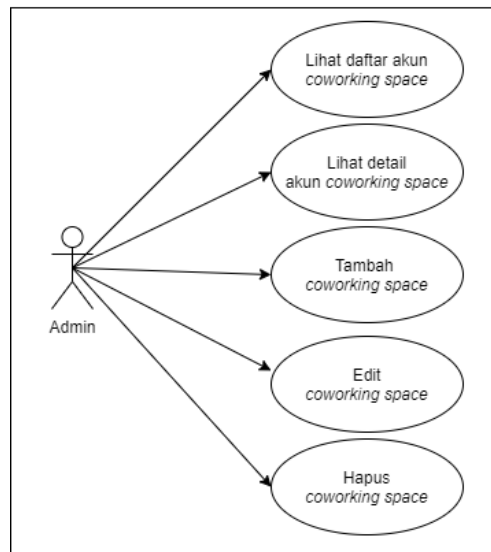 Lihat daftar akun
coworking space
Lihat detail
akun coworking space
Tambah
coworking space
Admin
Edit
coworking space
Hapus
coworking space